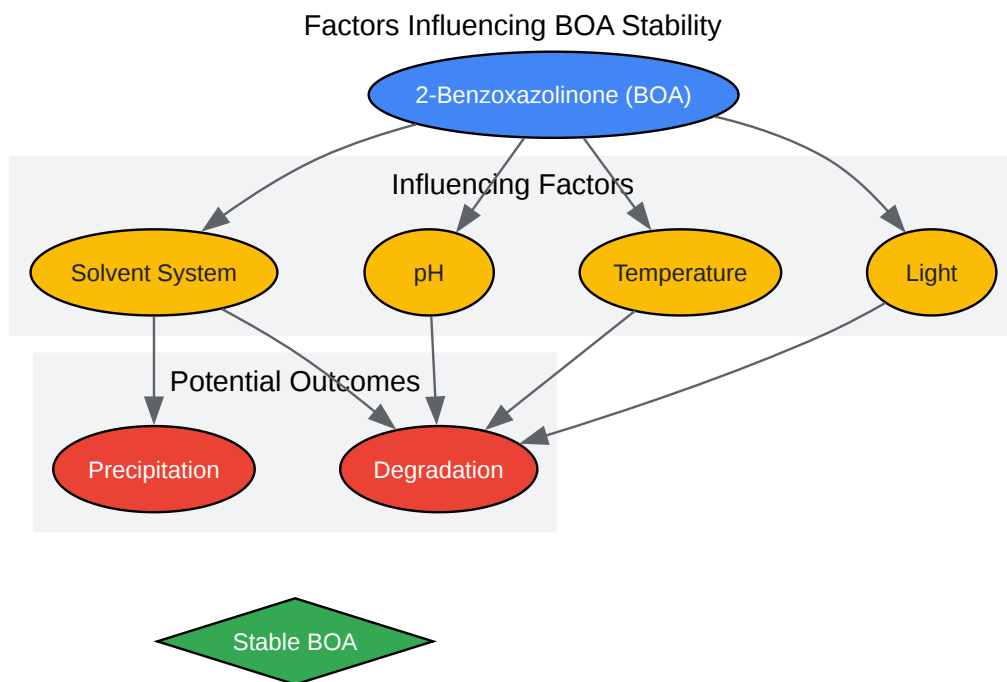 Factors Influencing BOA Stability
2-Benzoxazolinone (BOA)
Influencing Factors
Solvent System
pH
Temperature
Light
Potential Outcomes
Precipitation
Degradation
Stable BOA